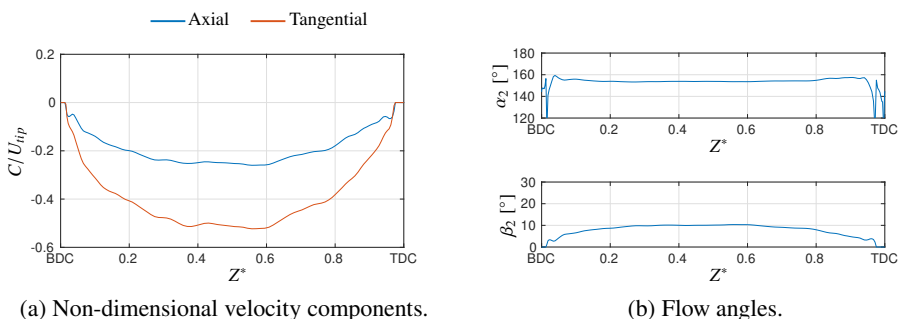 Axial Tangential
0.2
0
-0.2
-0.4
-0.6
C/U_tip
BDC 0.2 0.4 0.6 0.8 TDC
Z*
(a) Non-dimensional velocity components.
180
160
140
120
α₂ [°]
BDC 0.2 0.4 0.6 0.8 TDC
Z*
30
20
10
0
β₂ [°]
BDC 0.2 0.4 0.6 0.8 TDC
Z*
(b) Flow angles.